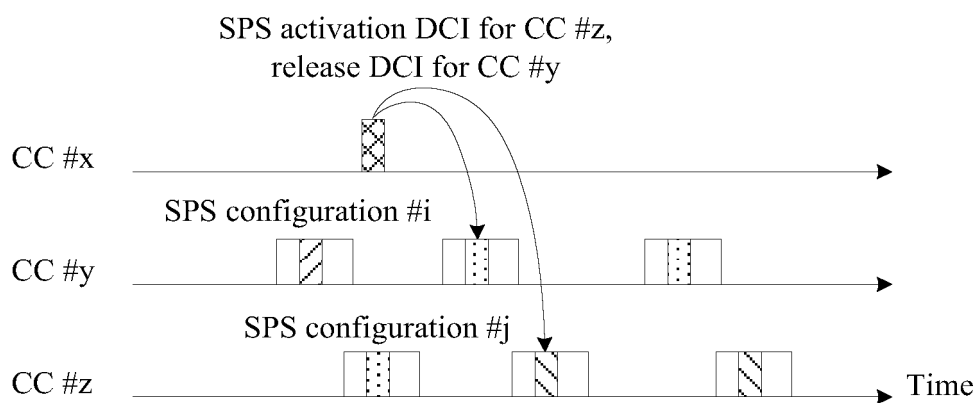 SPS activation DCI for CC #z,
release DCI for CC #y
CC #x
SPS configuration #i
CC #y
SPS configuration #j
CC #z
Time